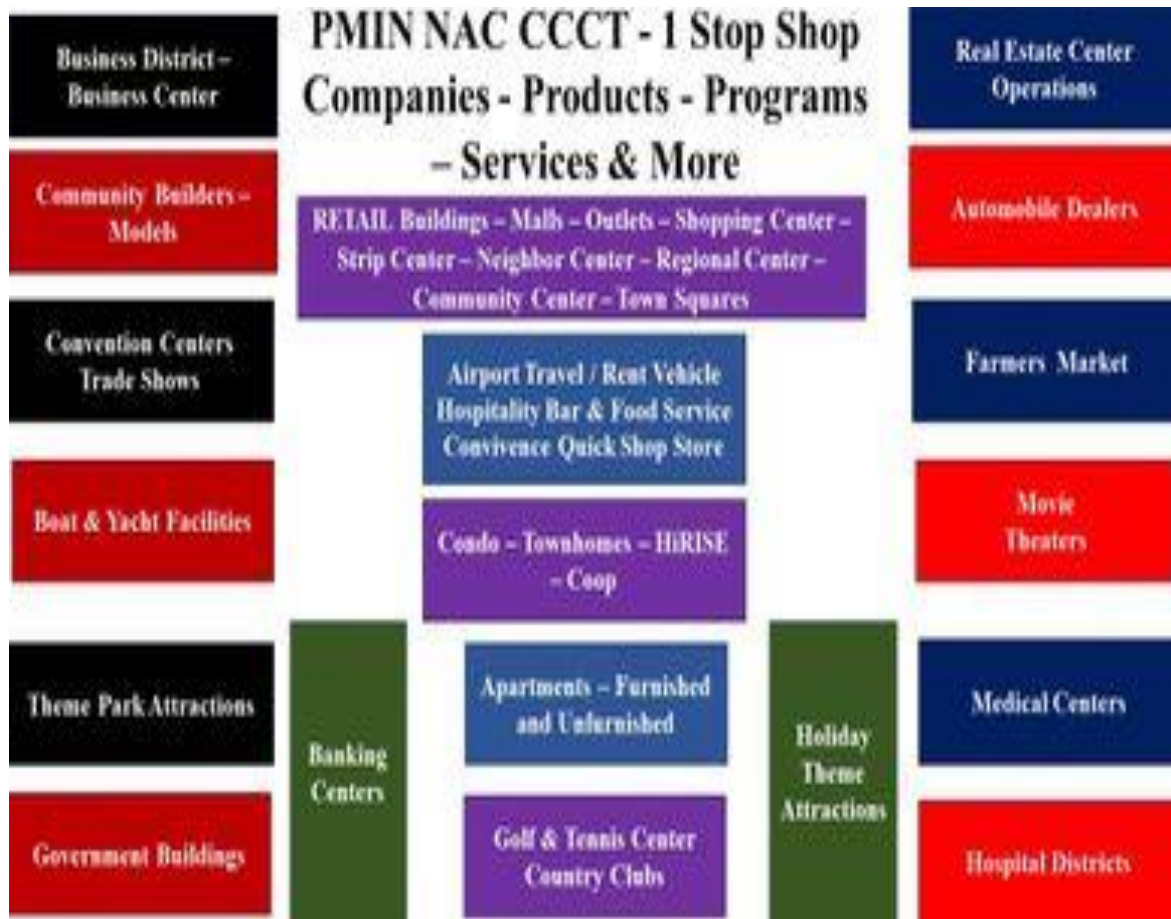 PMIN NAC CCCT - 1 Stop Shop
Companies - Products - Programs
– Services & More
Business District –
Business Center
Community Builders –
Models
Convention Centers
Trade Shows
Boat & Yacht Facilities
Theme Park Attractions
Government Buildings
RETAIL Buildings – Malls – Outlets – Shopping Center –
Strip Center – Neighbor Center – Regional Center –
Community Center – Town Squares
Airport Travel / Rent Vehicle
Hospitality Bar & Food Service
Convivence Quick Shop Store
Condo – Townhomes – HiRISE
– Coop
Banking
Centers
Apartments – Furnished
and Unfurnished
Golf & Tennis Center
Country Clubs
Holiday
Theme
Attractions
Real Estate Center
Operations
Automobile Dealers
Farmers Market
Movie
Theaters
Medical Centers
Hospital Districts